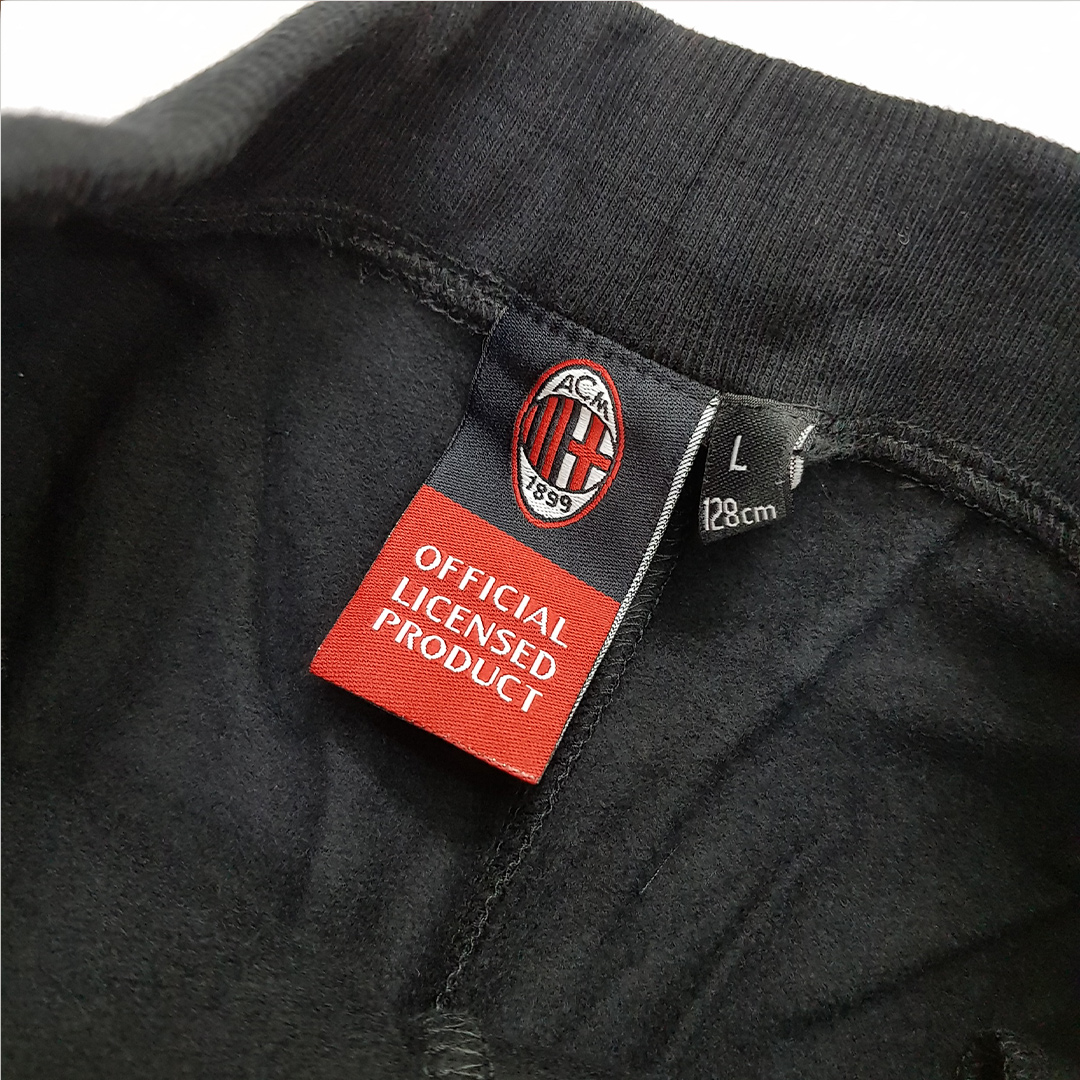 ACM
1899
OFFICIAL
LICENSED
PRODUCT
L
128cm